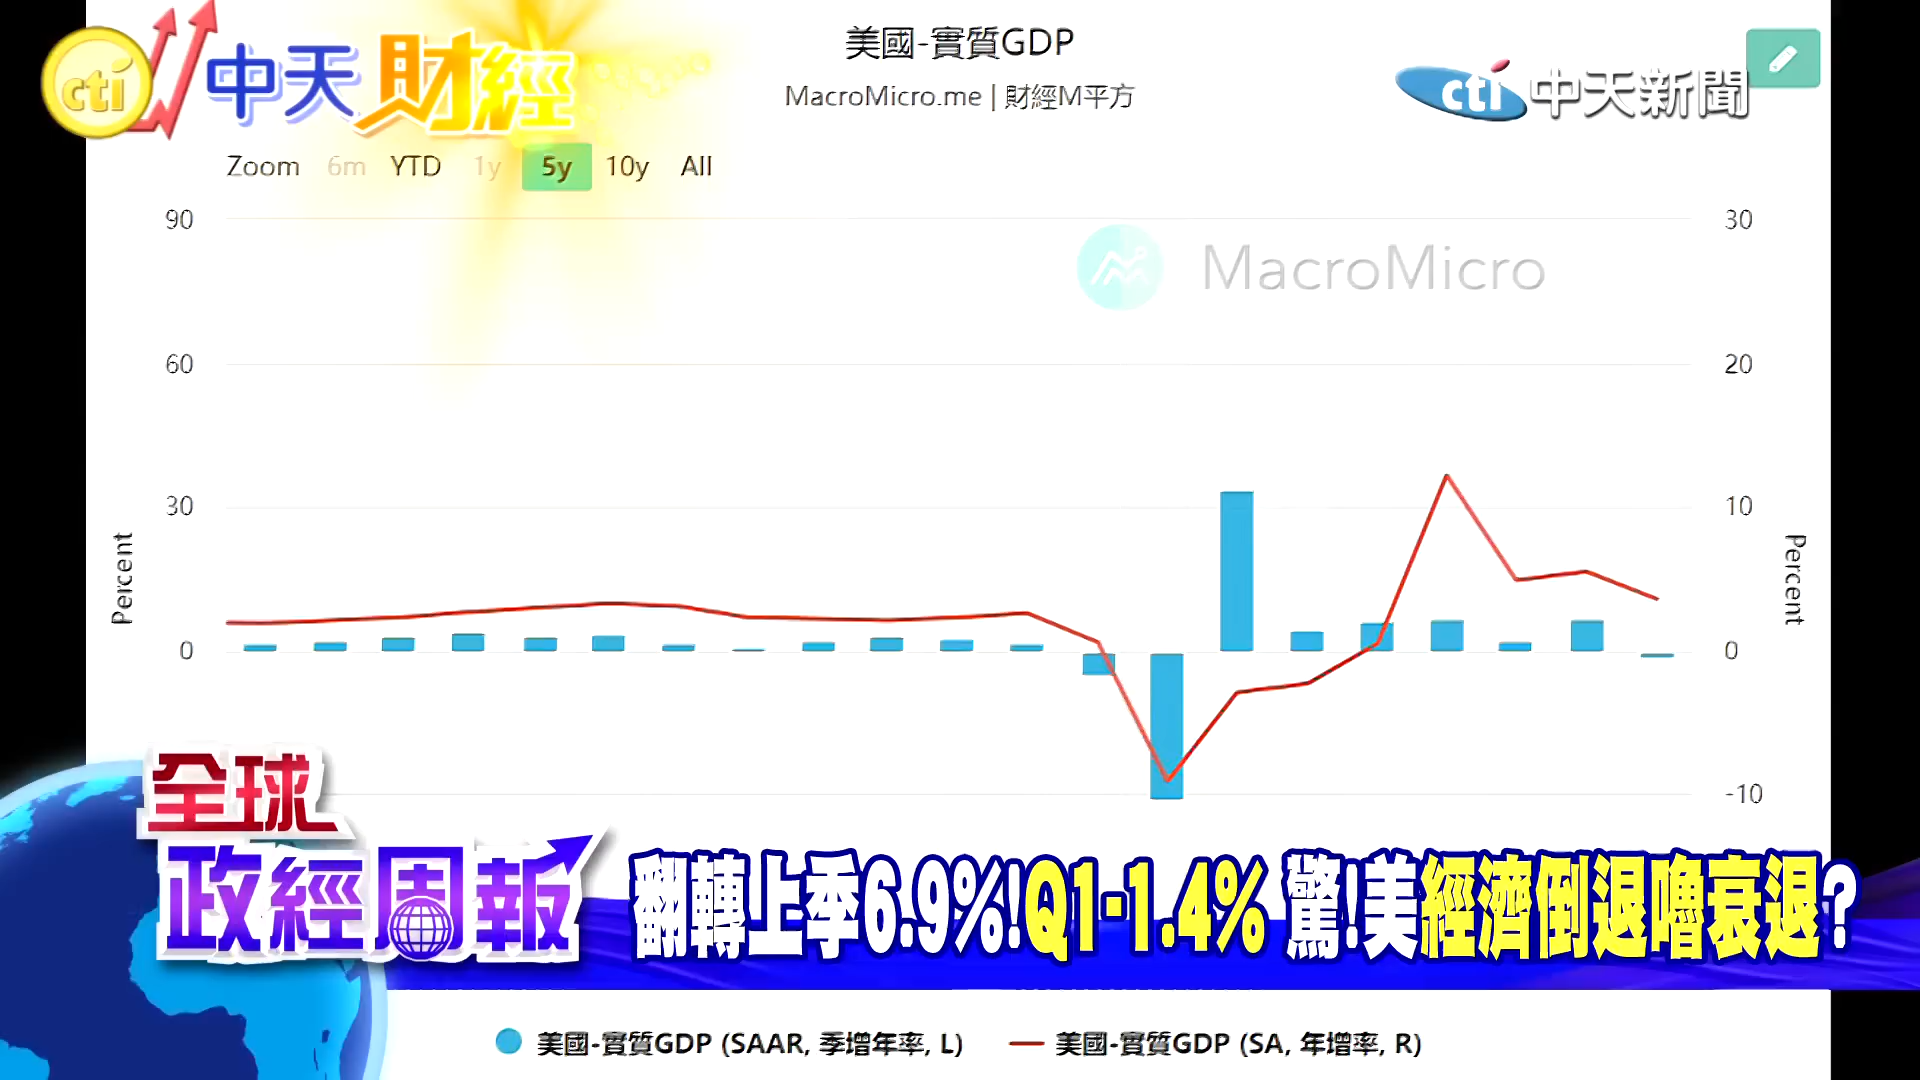 cti 中天財經
美國-實質GDP
MacroMicro.me | 財經M平方
cti 中天新聞
Zoom 6m YTD 1y 5y 10y All
90
60
30
0
Percent
30
20
10
0
-10
Percent
MacroMicro
全球
政經周報
翻轉上季6.9%!Q1-1.4% 驚!美經濟倒退嚕衰退?
美國-實質GDP (SAAR, 季增年率, L)
美國-實質GDP (SA, 年增率, R)